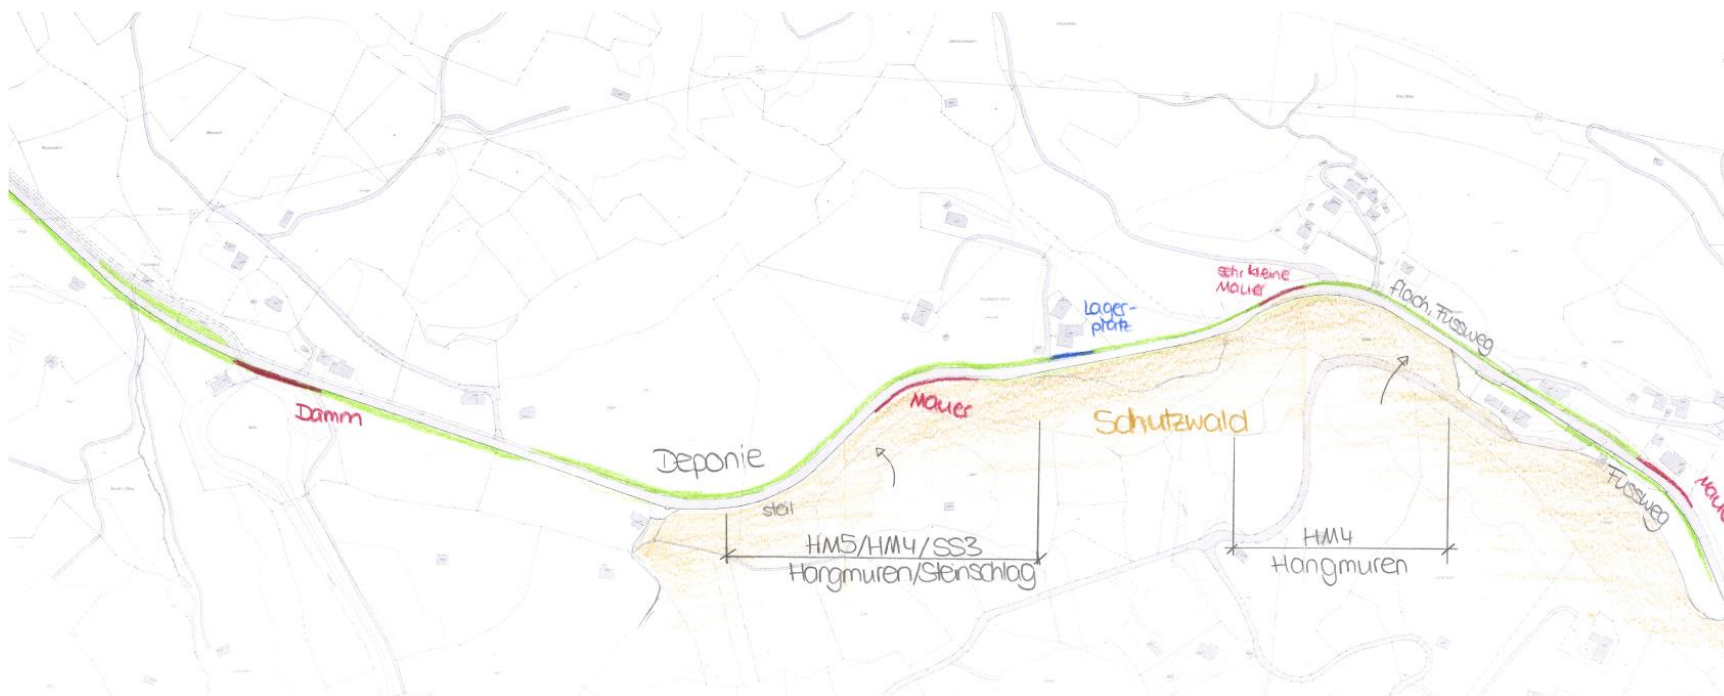 sehr kleine
Mauer
flach, Fussweg
Lager-
platz
Damm
Mauer
Schutzwald
Deponie
steil
HM5/HM4/SS3
Hangmuren/Steinschlag
HM4
Hangmuren
Fussweg